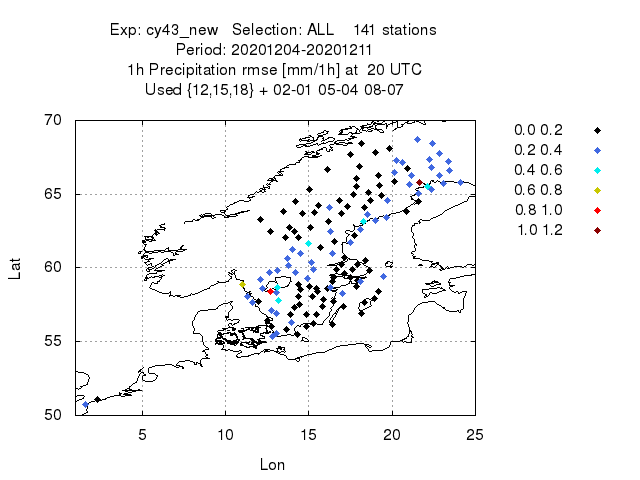 Exp: cy43_new   Selection: ALL    141 stations
Period: 20201204-20201211
1h Precipitation rmse [mm/1h] at  20 UTC
Used {12,15,18} + 02-01 05-04 08-07
70
65
60
55
50
Lat
5 10 15 20 25
Lon
0.0 0.2
0.2 0.4
0.4 0.6
0.6 0.8
0.8 1.0
1.0 1.2